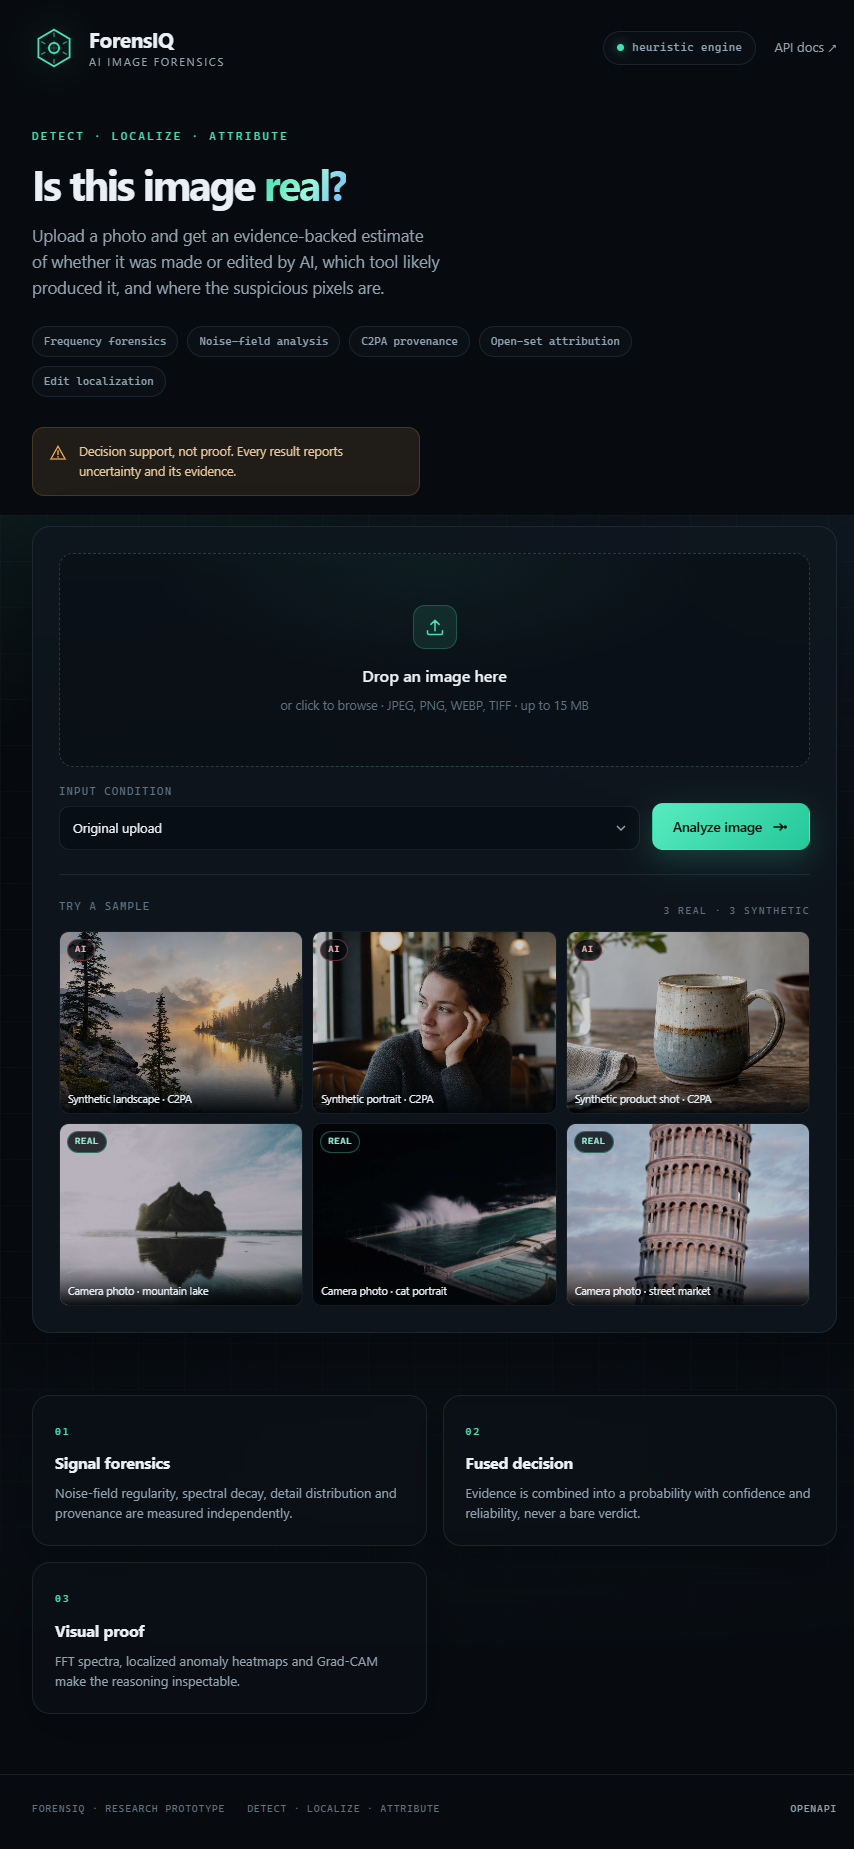 ForensIQ
AI IMAGE FORENSICS
heuristic engine
API docs ↗
DETECT · LOCALIZE · ATTRIBUTE
Is this image real?
Upload a photo and get an evidence-backed estimate
of whether it was made or edited by AI, which tool likely
produced it, and where the suspicious pixels are.
Frequency forensics
Noise-field analysis
C2PA provenance
Open-set attribution
Edit localization
Decision support, not proof. Every result reports
uncertainty and its evidence.
Drop an image here
or click to browse · JPEG, PNG, WEBP, TIFF · up to 15 MB
INPUT CONDITION
Original upload
Analyze image →
TRY A SAMPLE
3 REAL · 3 SYNTHETIC
AI
Synthetic landscape · C2PA
AI
Synthetic portrait · C2PA
AI
Synthetic product shot · C2PA
REAL
Camera photo · mountain lake
REAL
Camera photo · cat portrait
REAL
Camera photo · street market
01
Signal forensics
Noise-field regularity, spectral decay, detail distribution and
provenance are measured independently.
02
Fused decision
Evidence is combined into a probability with confidence and
reliability, never a bare verdict.
03
Visual proof
FFT spectra, localized anomaly heatmaps and Grad-CAM
make the reasoning inspectable.
FORENSIQ · RESEARCH PROTOTYPE
DETECT · LOCALIZE · ATTRIBUTE
OPENAPI